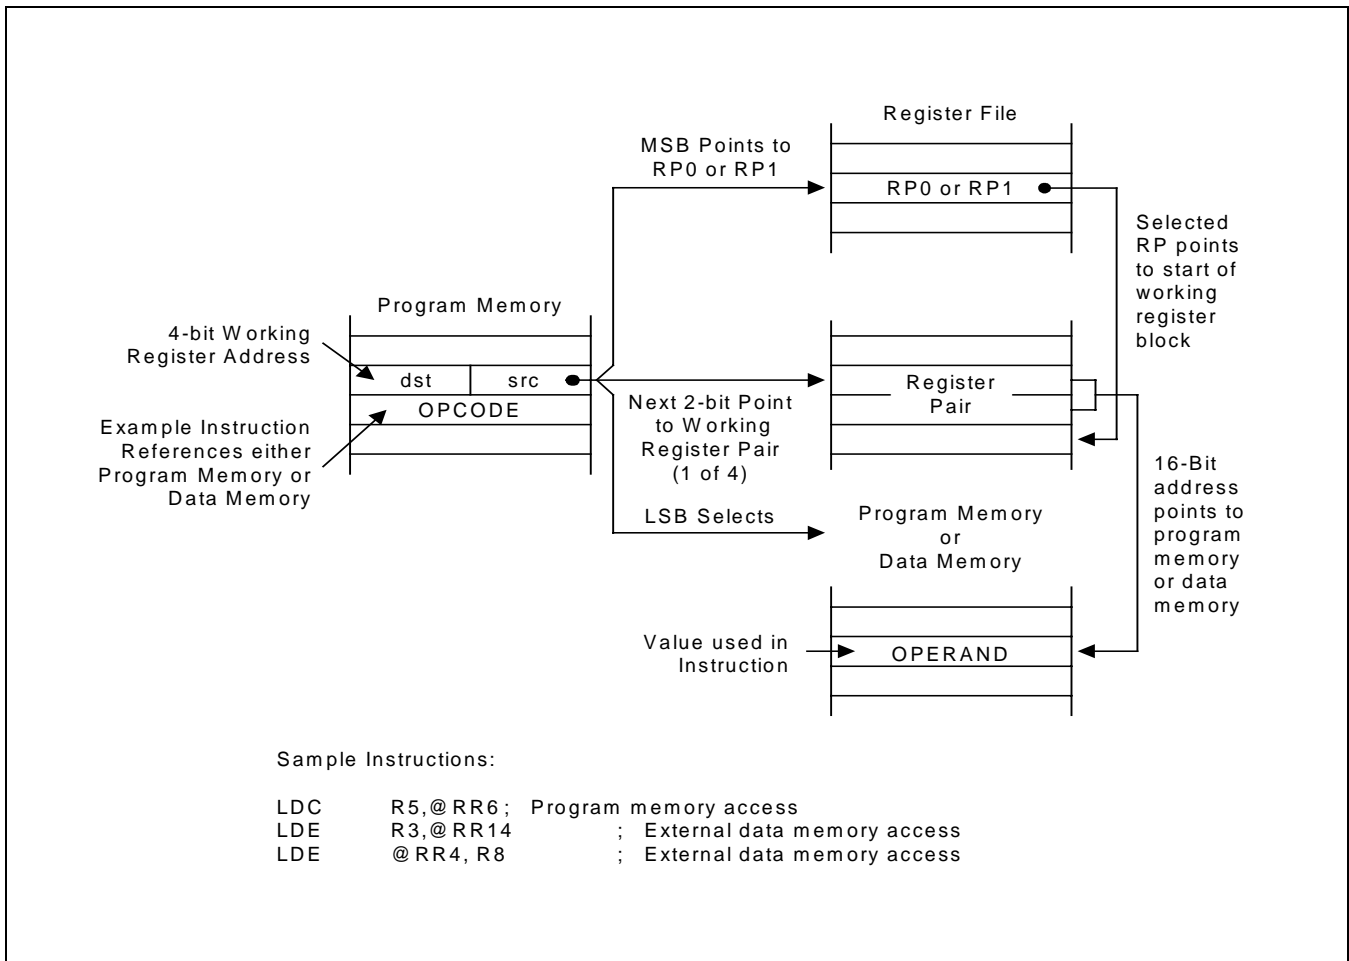 Register File
MSB Points to
RP0 or RP1
RP0 or RP1
Selected
RP points
to start of
working
register
block
Program Memory
4-bit Working
Register Address
dst src
OPCODE
Register
Pair
Next 2-bit Point
to Working
Register Pair
(1 of 4)
Example Instruction
References either
Program Memory or
Data Memory
LSB Selects
Program Memory
or
Data Memory
16-Bit
address
points to
program
memory
or data
memory
Value used in
Instruction
OPERAND
Sample Instructions:
LDC R5,@RR6 ; Program memory access
LDE R3,@RR14 ; External data memory access
LDE @RR4, R8 ; External data memory access